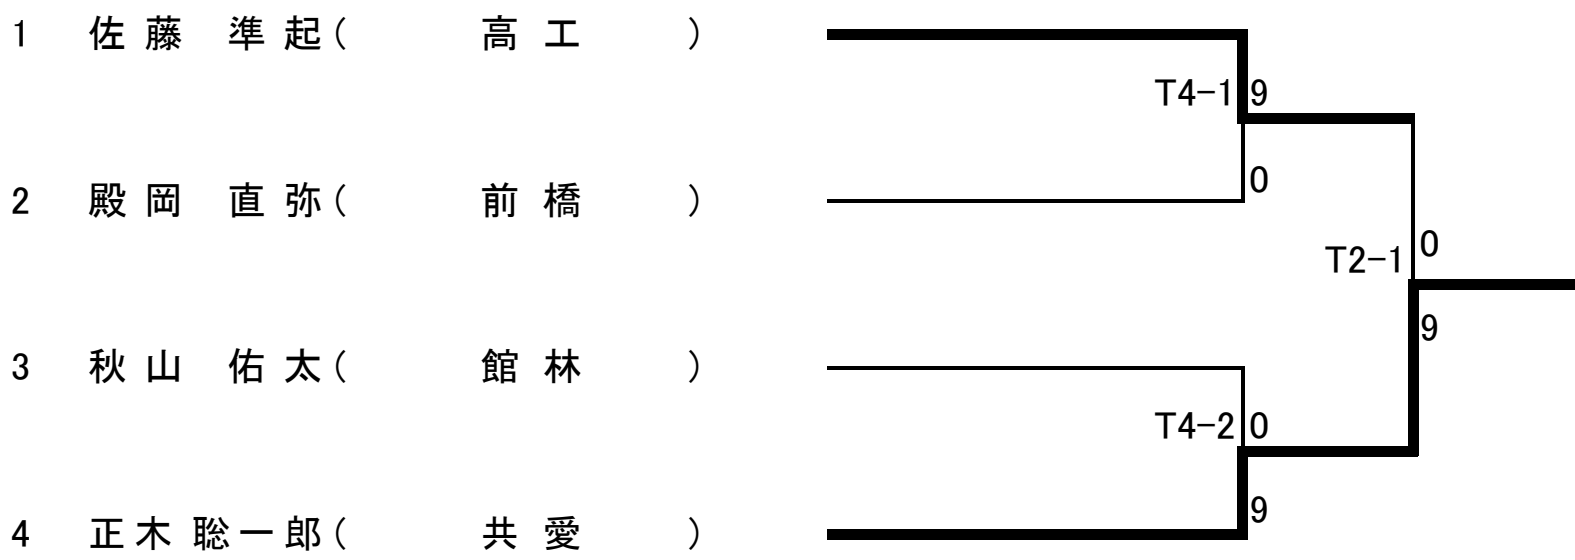 1 佐藤 準起( 高工 )
T4-1 9
0
2 殿岡 直弥( 前橋 )
T2-1 0
9
3 秋山 佑太( 館林 )
T4-2 0
9
4 正木 聡一郎( 共愛 )